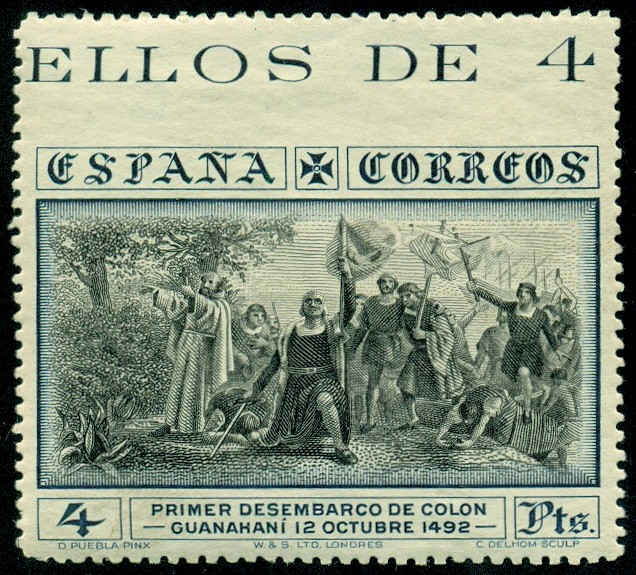 ELLOS DE 4
ESPAÑA CORREOS
4 PRIMER DESEMBARCO DE COLON Pts.
— GUANAHANÍ 12 OCTUBRE 1492 —
D PUEBLA PINX W. & S. LTD. LONDRES C DELHOM-SCULP